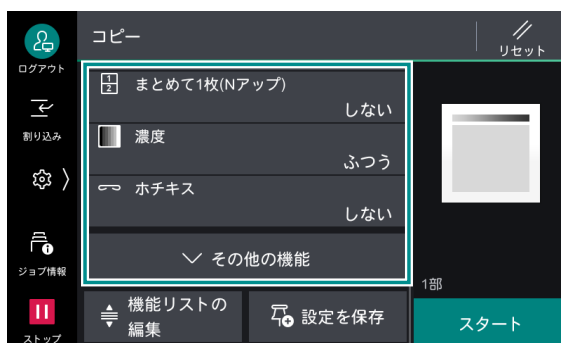 コピー
リセット
ログアウト
割り込み
ジョブ情報
ストップ
1
2
まとめて1枚(Nアップ)
しない
濃度
ふつう
ホチキス
しない
その他の機能
機能リストの
編集
設定を保存
1部
スタート